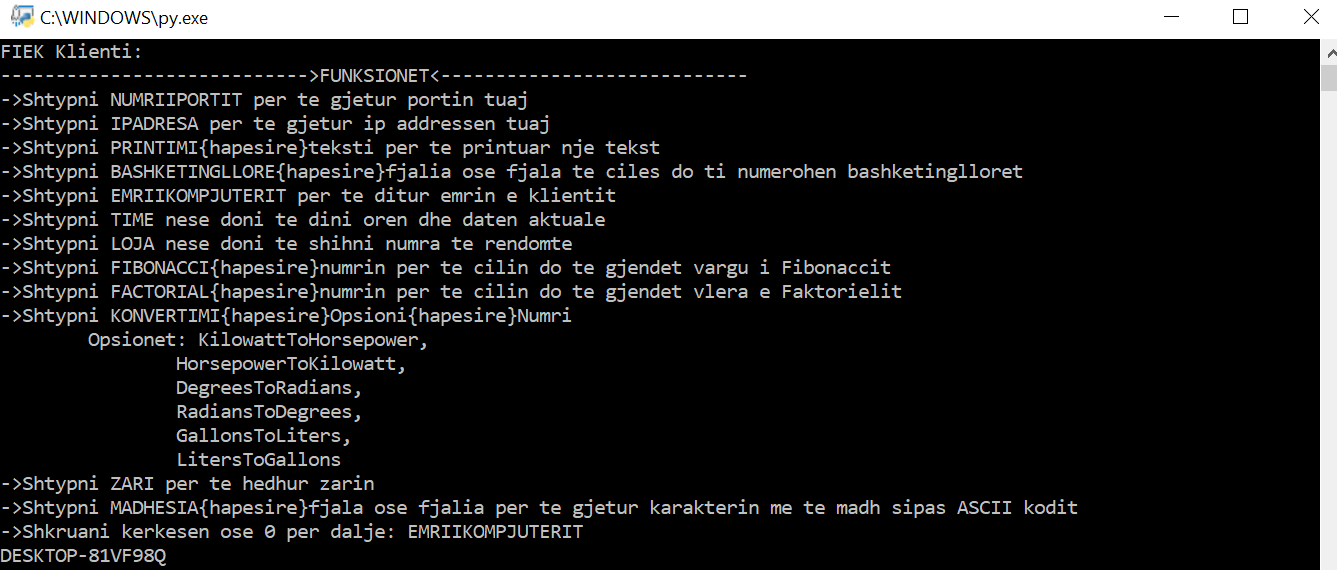 C:\WINDOWS\py.exe
FIEK Klienti:
---------------------------->FUNKSIONET<----------------------------
->Shtypni NUMRIIPORTIT per te gjetur portin tuaj
->Shtypni IPADRESA per te gjetur ip addressen tuaj
->Shtypni PRINTIMI{hapesire}teksti per te printuar nje tekst
->Shtypni BASHKETINGLLORE{hapesire}fjalia ose fjala te ciles do ti numerohen bashketinglloret
->Shtypni EMRIIKOMPJUTERIT per te ditur emrin e klientit
->Shtypni TIME nese doni te dini oren dhe daten aktuale
->Shtypni LOJA nese doni te shihni numra te rendomte
->Shtypni FIBONACCI{hapesire}numrin per te cilin do te gjendet vargu i Fibonaccit
->Shtypni FACTORIAL{hapesire}numrin per te cilin do te gjendet vlera e Faktorielit
->Shtypni KONVERTIMI{hapesire}Opsioni{hapesire}Numri
Opsionet: KilowattToHorsepower,
HorsepowerToKilowatt,
DegreesToRadians,
RadiansToDegrees,
GallonsToLiters,
LitersToGallons
->Shtypni ZARI per te hedhur zarin
->Shtypni MADHESIA{hapesire}fjala ose fjalia per te gjetur karakterin me te madh sipas ASCII kodit
->Shkruani kerkesen ose 0 per dalje: EMRIIKOMPJUTERIT
DESKTOP-81VF98Q